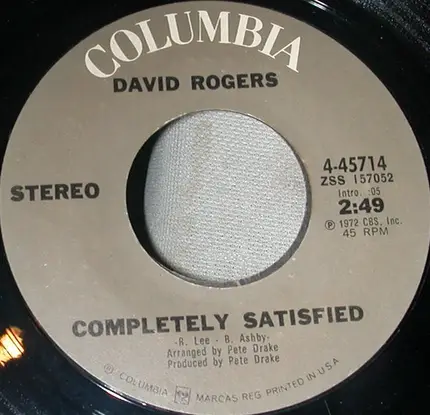 COLUMBIA
DAVID ROGERS
STEREO
4-45714
ZSS 157052
Intro. :05
2:49
Ⓟ 1972 CBS, Inc.
45 RPM
COMPLETELY SATISFIED
-R. Lee - B. Ashby-
Arranged by Pete Drake
Produced by Pete Drake
® COLUMBIA MARCAS REG. PRINTED IN U.S.A.